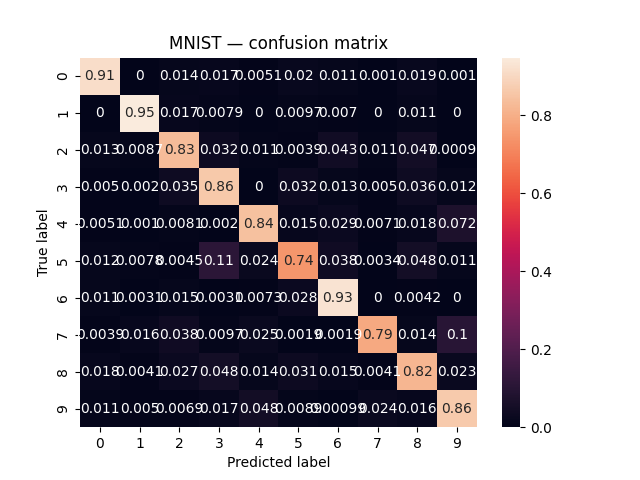 MNIST — confusion matrix
0 0.91 0 0.014 0.017 0.0051 0.02 0.011 0.001 0.019 0.001
1 0 0.95 0.017 0.0079 0 0.0097 0.007 0 0.011 0
2 0.013 0.0087 0.83 0.032 0.011 0.0039 0.043 0.011 0.047 0.0009
3 0.005 0.002 0.035 0.86 0 0.032 0.013 0.005 0.036 0.012
4 0.0051 0.001 0.0081 0.002 0.84 0.015 0.029 0.0071 0.018 0.072
5 0.012 0.0078 0.0045 0.11 0.024 0.74 0.038 0.0034 0.048 0.011
6 0.011 0.0031 0.015 0.0031 0.0073 0.028 0.93 0 0.0042 0
7 0.0039 0.016 0.038 0.0097 0.025 0.0019 0.0019 0.79 0.014 0.1
8 0.018 0.0041 0.027 0.048 0.014 0.031 0.015 0.0041 0.82 0.023
9 0.011 0.005 0.0069 0.017 0.048 0.0089 0.00099 0.024 0.016 0.86
0 1 2 3 4 5 6 7 8 9
Predicted label
True label
0.8
0.6
0.4
0.2
0.0